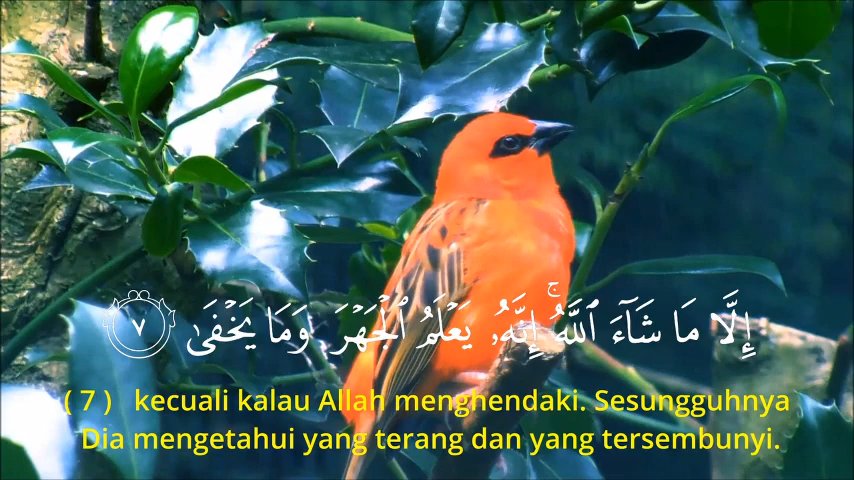 إِلَّا مَا شَآءَ ٱللَّهُ ۚ إِنَّهُۥ يَعْلَمُ ٱلْجَهْرَ وَمَا يَخْفَىٰ ٧
( 7 ) kecuali kalau Allah menghendaki. Sesungguhnya
Dia mengetahui yang terang dan yang tersembunyi.